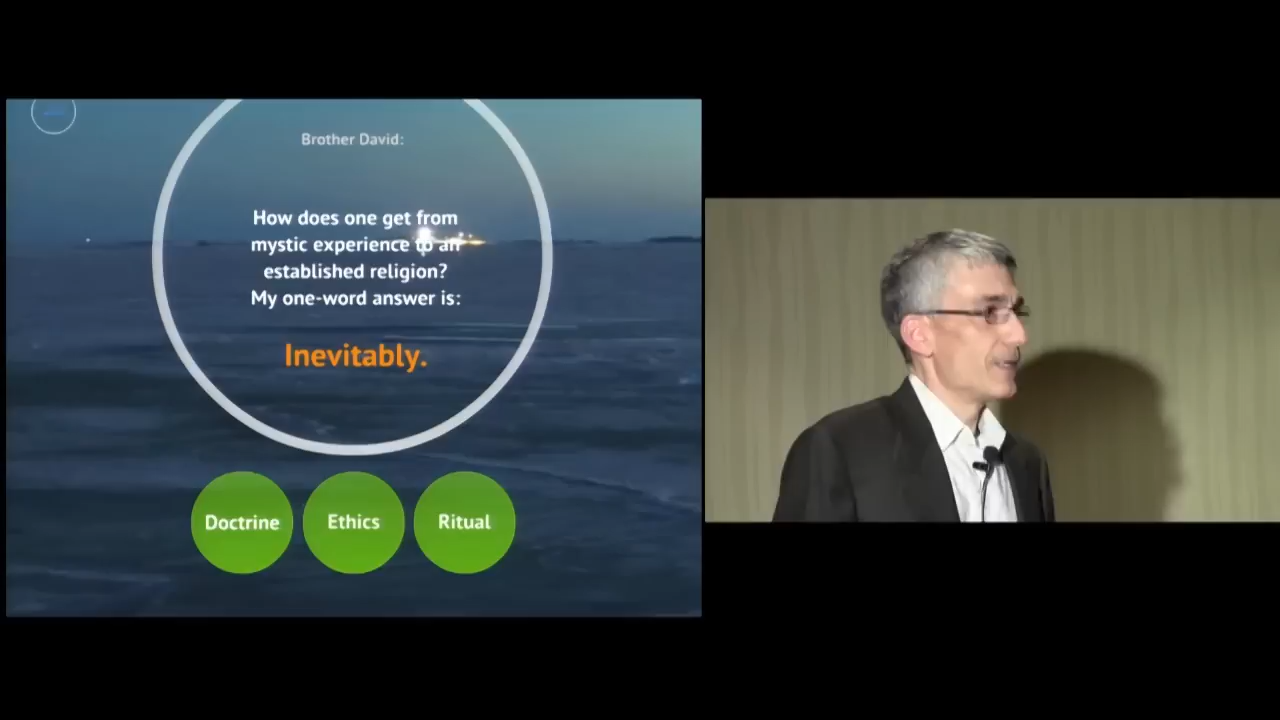 Brother David:
How does one get from
mystic experience to an
established religion?
My one-word answer is:
Inevitably.
Doctrine
Ethics
Ritual